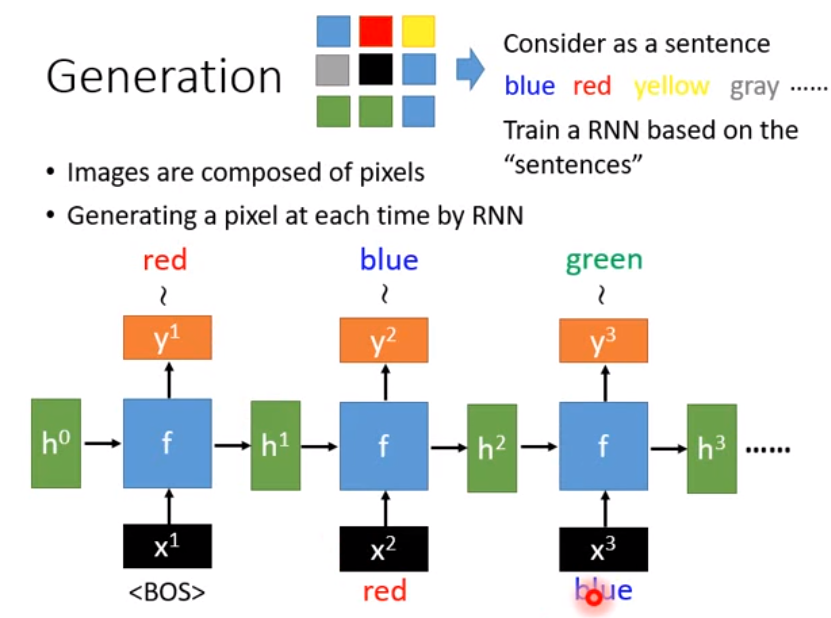 Generation
Consider as a sentence
blue red yellow gray ……
Train a RNN based on the
“sentences”
• Images are composed of pixels
• Generating a pixel at each time by RNN
red blue green
~ ~ ~
y¹ y² y³
h⁰ f h¹ f h² f h³ ……
x¹ x² x³
<BOS> red blue